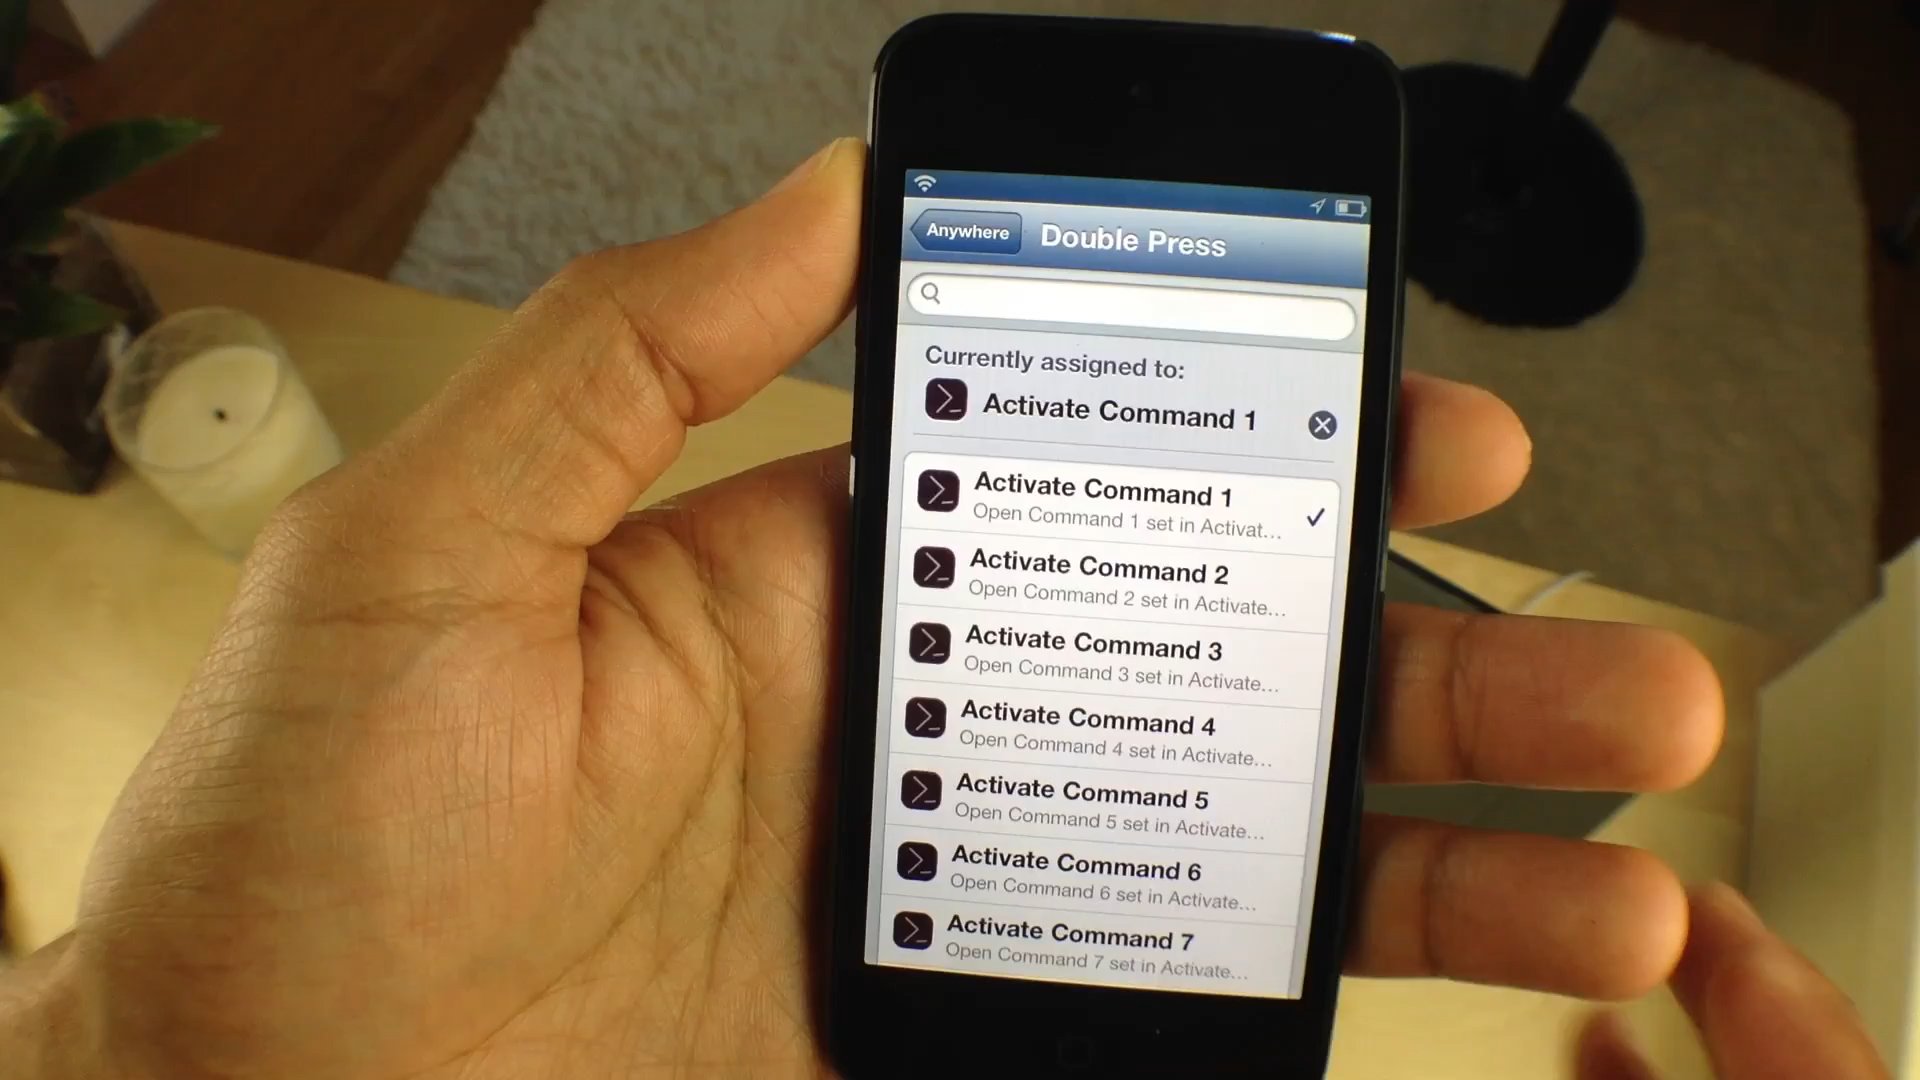 Anywhere
Double Press
Currently assigned to:
Activate Command 1
Activate Command 1
Open Command 1 set in Activat...
Activate Command 2
Open Command 2 set in Activate...
Activate Command 3
Open Command 3 set in Activate...
Activate Command 4
Open Command 4 set in Activate...
Activate Command 5
Open Command 5 set in Activate...
Activate Command 6
Open Command 6 set in Activate...
Activate Command 7
Open Command 7 set in Activate...